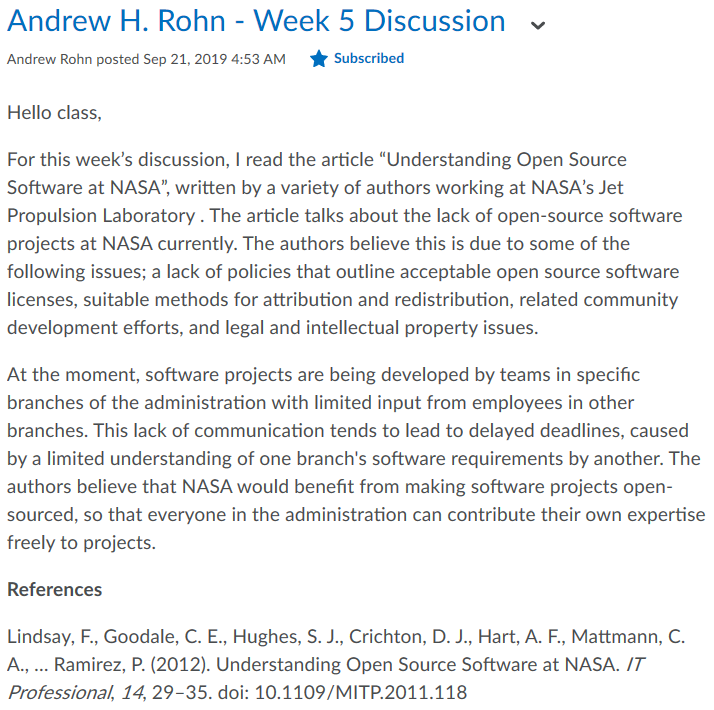 Andrew H. Rohn - Week 5 Discussion
Andrew Rohn posted Sep 21, 2019 4:53 AM Subscribed
Hello class,
For this week’s discussion, I read the article “Understanding Open Source
Software at NASA”, written by a variety of authors working at NASA’s Jet
Propulsion Laboratory . The article talks about the lack of open-source software
projects at NASA currently. The authors believe this is due to some of the
following issues; a lack of policies that outline acceptable open source software
licenses, suitable methods for attribution and redistribution, related community
development efforts, and legal and intellectual property issues.
At the moment, software projects are being developed by teams in specific
branches of the administration with limited input from employees in other
branches. This lack of communication tends to lead to delayed deadlines, caused
by a limited understanding of one branch's software requirements by another. The
authors believe that NASA would benefit from making software projects open-
sourced, so that everyone in the administration can contribute their own expertise
freely to projects.
References
Lindsay, F., Goodale, C. E., Hughes, S. J., Crichton, D. J., Hart, A. F., Mattmann, C.
A., ... Ramirez, P. (2012). Understanding Open Source Software at NASA. IT
Professional, 14, 29–35. doi: 10.1109/MITP.2011.118